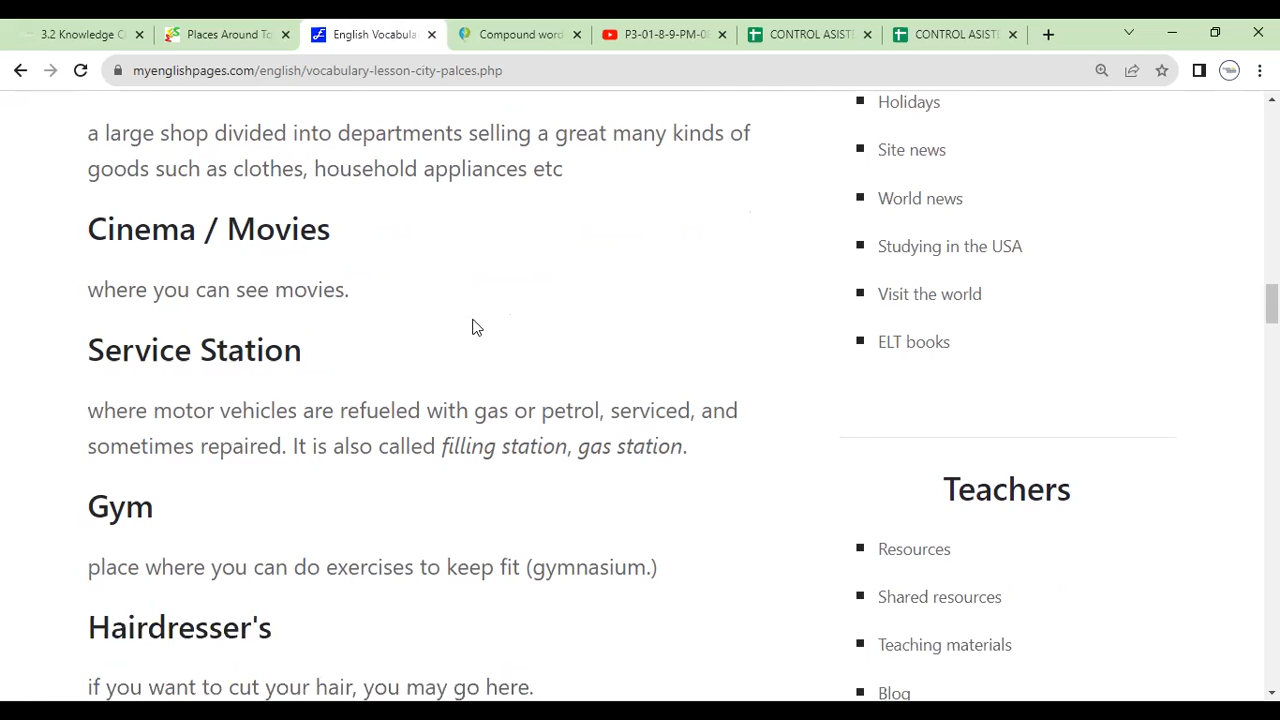 3.2 Knowledge C
Places Around To
English Vocabula
Compound word
P3-01-8-9-PM-08
CONTROL ASIST
CONTROL ASIST
myenglishpages.com/english/vocabulary-lesson-city-palces.php
a large shop divided into departments selling a great many kinds of
goods such as clothes, household appliances etc
Cinema / Movies
where you can see movies.
Service Station
where motor vehicles are refueled with gas or petrol, serviced, and
sometimes repaired. It is also called filling station, gas station.
Gym
place where you can do exercises to keep fit (gymnasium.)
Hairdresser's
if you want to cut your hair, you may go here.
Holidays
Site news
World news
Studying in the USA
Visit the world
ELT books
Teachers
Resources
Shared resources
Teaching materials
Blog